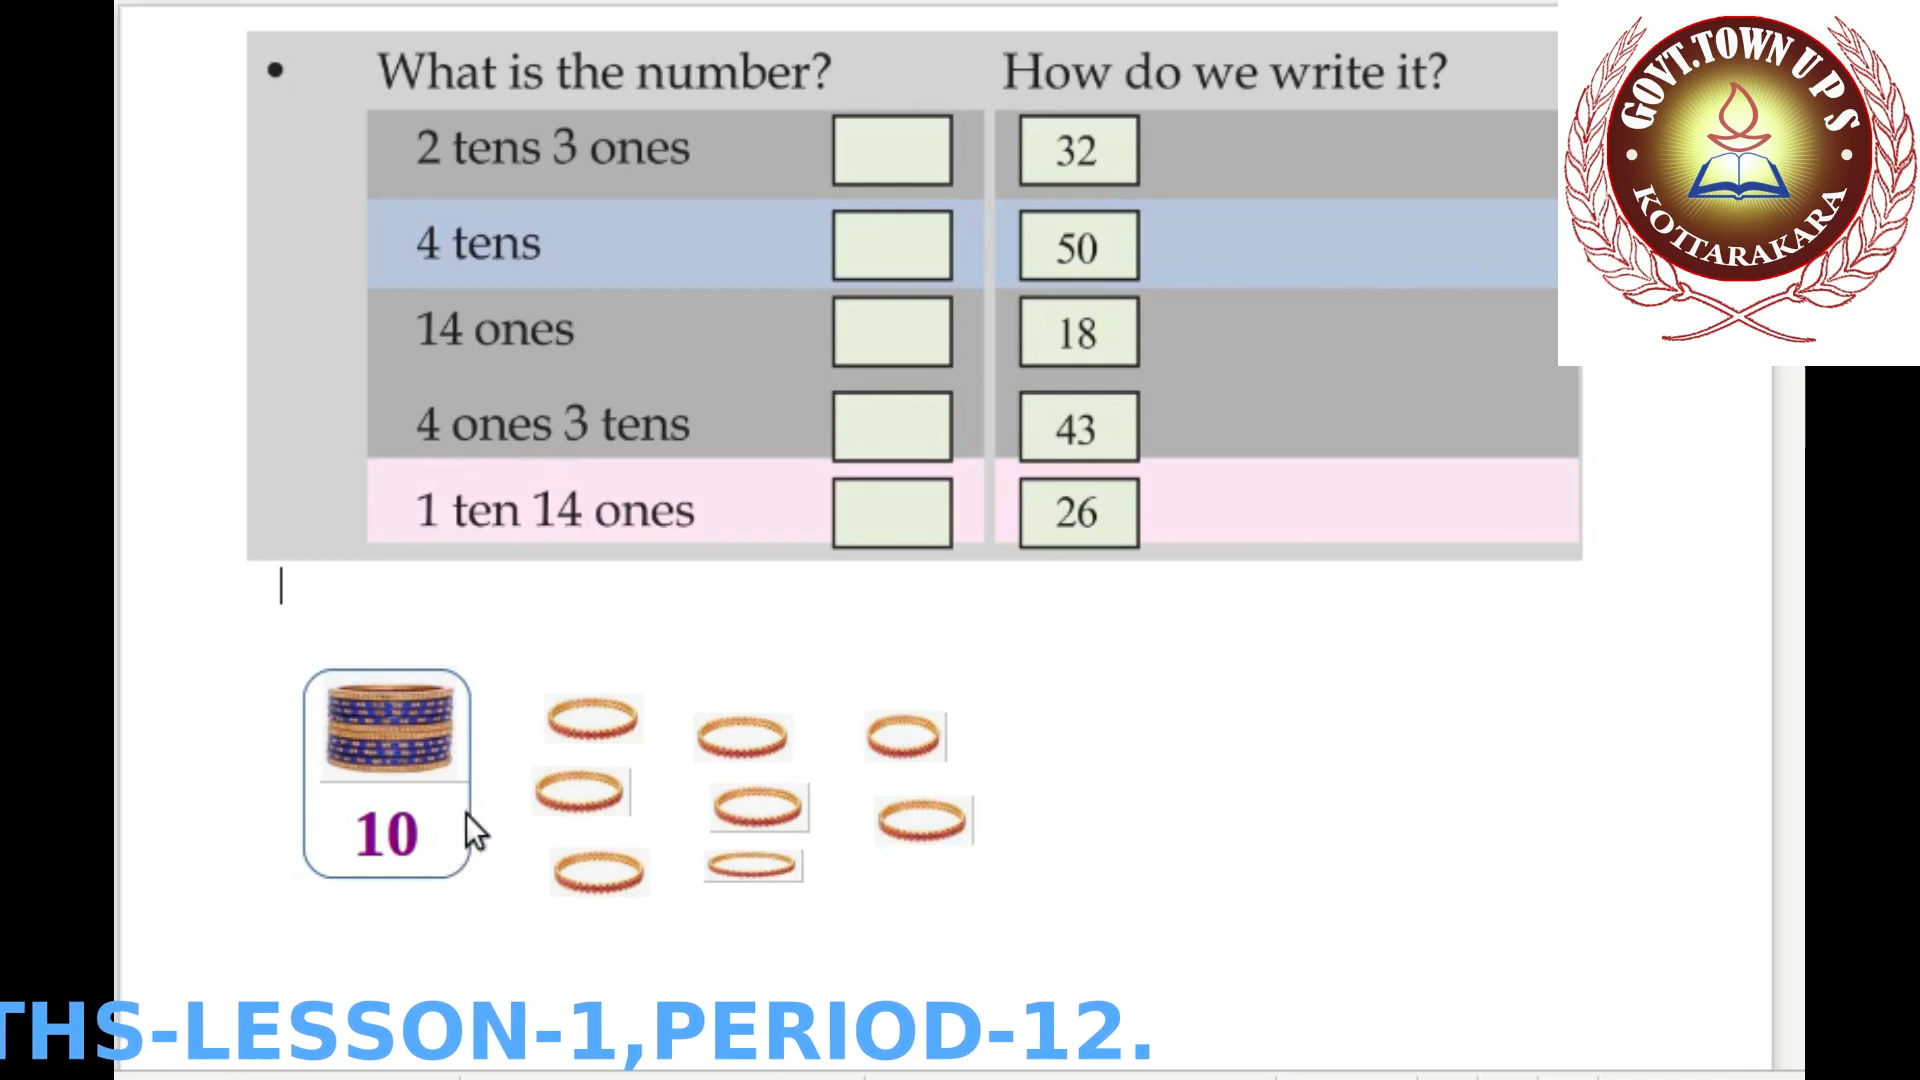 • What is the number? How do we write it?
2 tens 3 ones 32
4 tens 50
14 ones 18
4 ones 3 tens 43
1 ten 14 ones 26
GOVT.TOWN U P S
KOTTARAKARA
10
THS-LESSON-1,PERIOD-12.